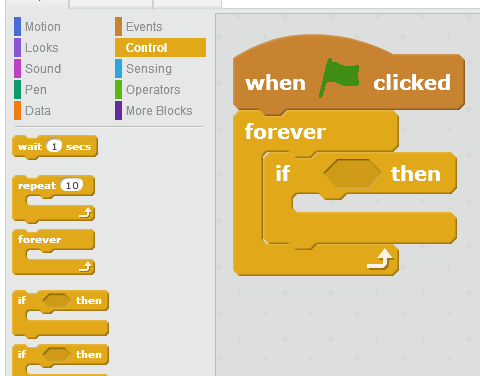 Motion Events
Looks Control
Sound Sensing
Pen Operators
Data More Blocks
wait 1 secs
repeat 10
forever
if then
if then
when clicked
forever
if then